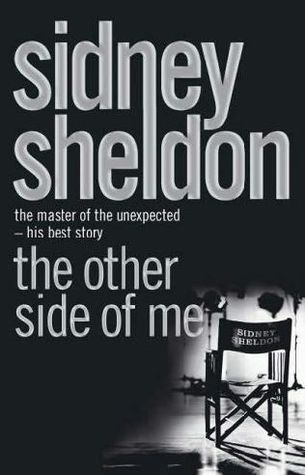 sidney
sheldon
the master of the unexpected
– his best story
the other
side of me
SIDNEY
SHELDON